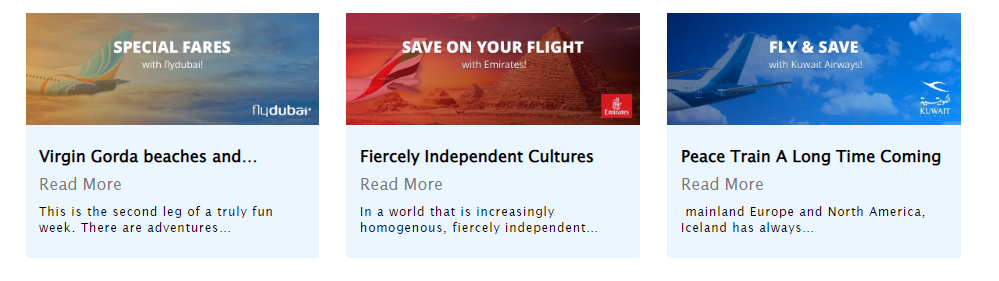 SPECIAL FARES
with flydubai!
flydubai
Virgin Gorda beaches and...
Read More
This is the second leg of a truly fun
week. There are adventures...
SAVE ON YOUR FLIGHT
with Emirates!
Emirates
Fiercely Independent Cultures
Read More
In a world that is increasingly
homogenous, fiercely independent...
FLY & SAVE
with Kuwait Airways!
الكويتية
KUWAIT
Peace Train A Long Time Coming
Read More
mainland Europe and North America,
Iceland has always...